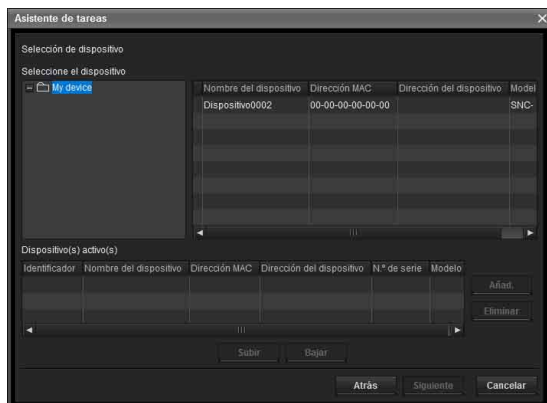 Asistente de tareas
Selección de dispositivo
Seleccione el dispositivo
My device
Nombre del dispositivo Dirección MAC Dirección del dispositivo Model
Dispositivo0002 00-00-00-00-00-00 SNC-
Dispositivo(s) activo(s)
Identificador Nombre del dispositivo Dirección MAC Dirección del dispositivo N.º de serie Modelo
Añad.
Eliminar
Subir Bajar
Atrás Siguiente Cancelar